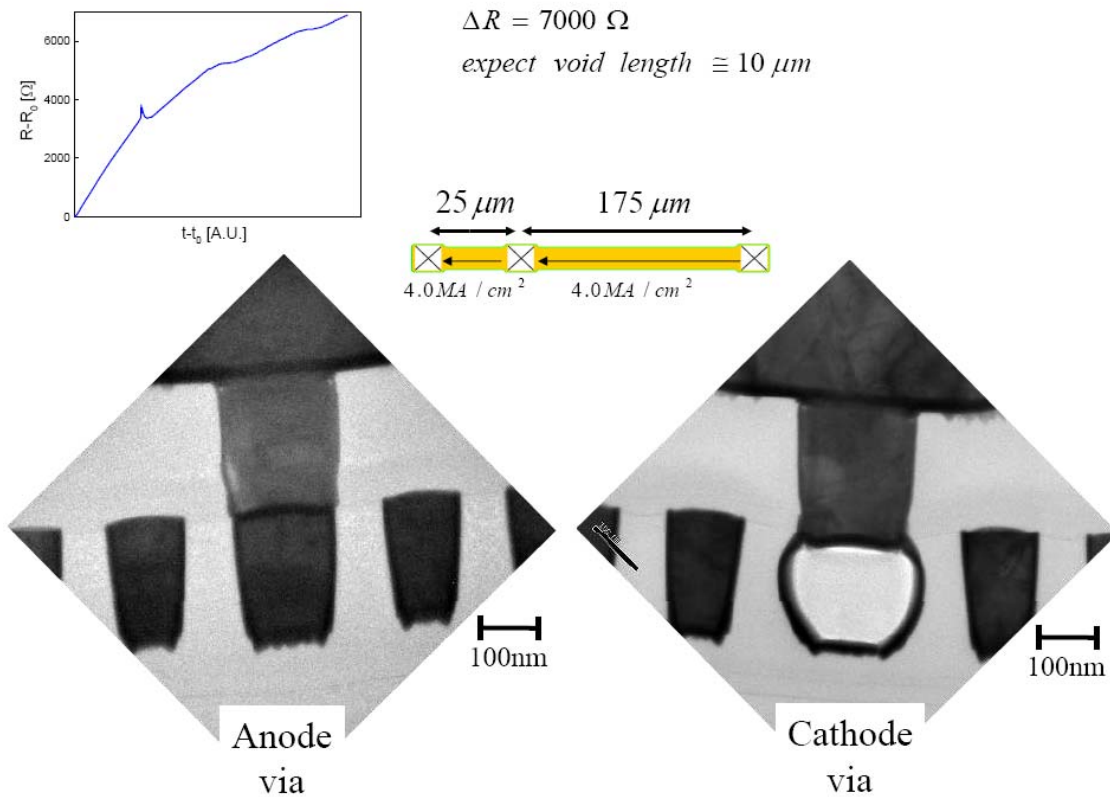 6000
4000
2000
0
R-R₀ [Ω]
t-t₀ [A.U.]
ΔR = 7000 Ω
expect void length ≅ 10 μm
25 μm
175 μm
4.0MA / cm²
4.0MA / cm²
100nm
100nm
Anode
via
Cathode
via